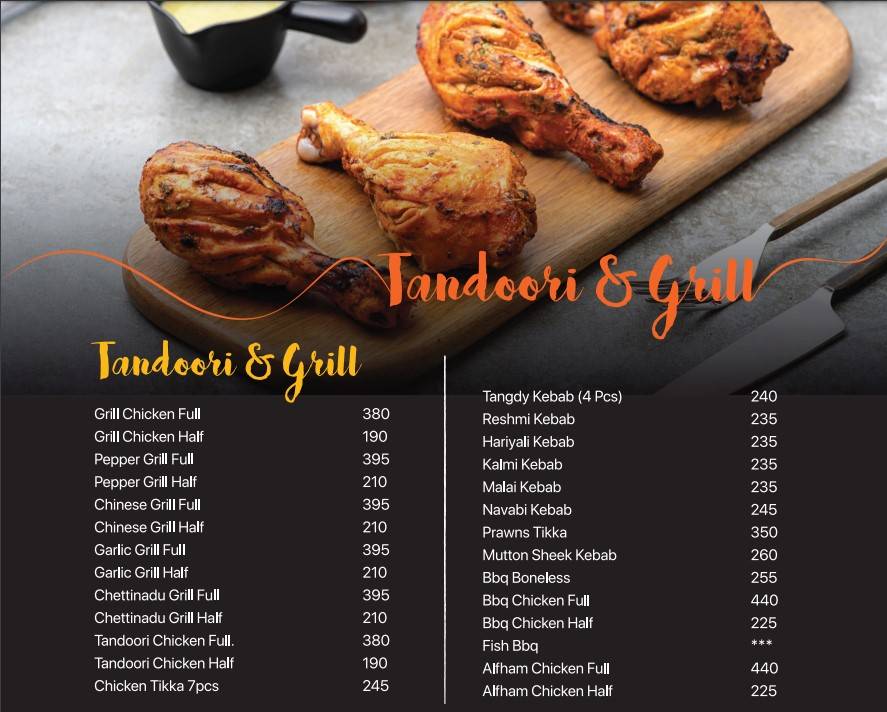 Tandoori & Grill
Tandoori & Grill
Grill Chicken Full 380
Grill Chicken Half 190
Pepper Grill Full 395
Pepper Grill Half 210
Chinese Grill Full 395
Chinese Grill Half 210
Garlic Grill Full 395
Garlic Grill Half 210
Chettinadu Grill Full 395
Chettinadu Grill Half 210
Tandoori Chicken Full. 380
Tandoori Chicken Half 190
Chicken Tikka 7pcs 245
Tangdy Kebab (4 Pcs) 240
Reshmi Kebab 235
Hariyali Kebab 235
Kalmi Kebab 235
Malai Kebab 235
Navabi Kebab 245
Prawns Tikka 350
Mutton Sheek Kebab 260
Bbq Boneless 255
Bbq Chicken Full 440
Bbq Chicken Half 225
Fish Bbq ***
Alfham Chicken Full 440
Alfham Chicken Half 225